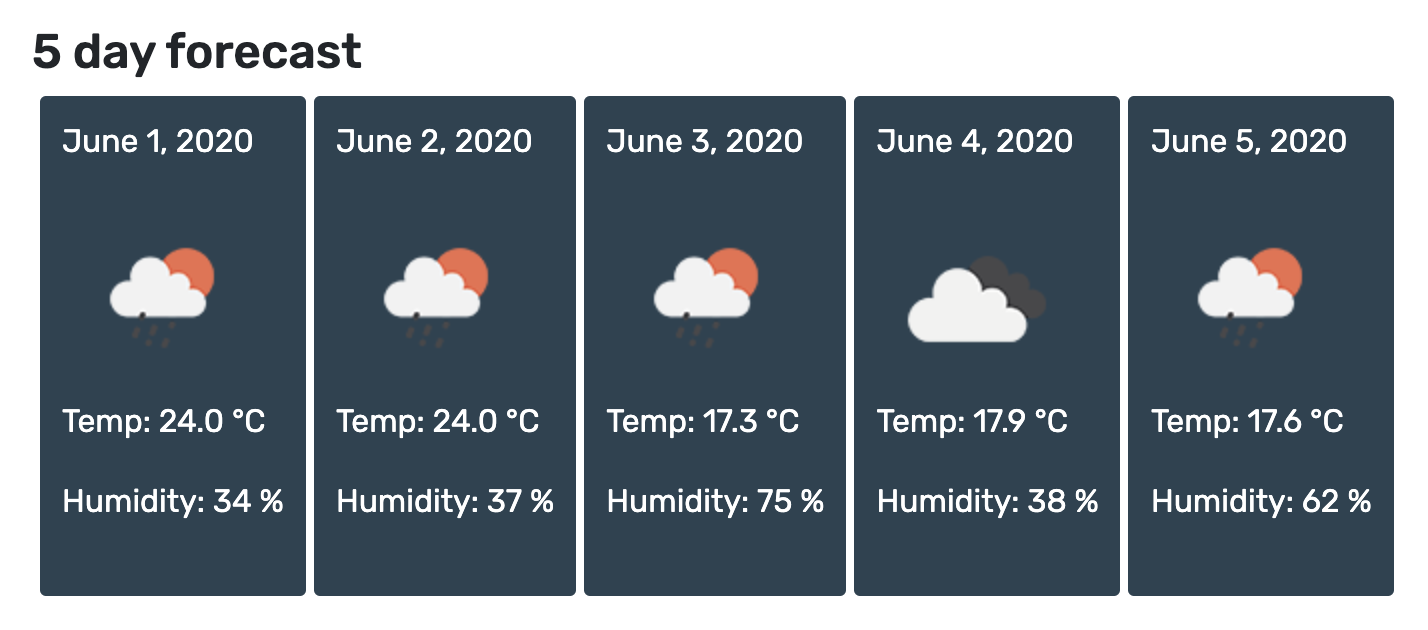 5 day forecast
June 1, 2020
Temp: 24.0 °C
Humidity: 34 %
June 2, 2020
Temp: 24.0 °C
Humidity: 37 %
June 3, 2020
Temp: 17.3 °C
Humidity: 75 %
June 4, 2020
Temp: 17.9 °C
Humidity: 38 %
June 5, 2020
Temp: 17.6 °C
Humidity: 62 %